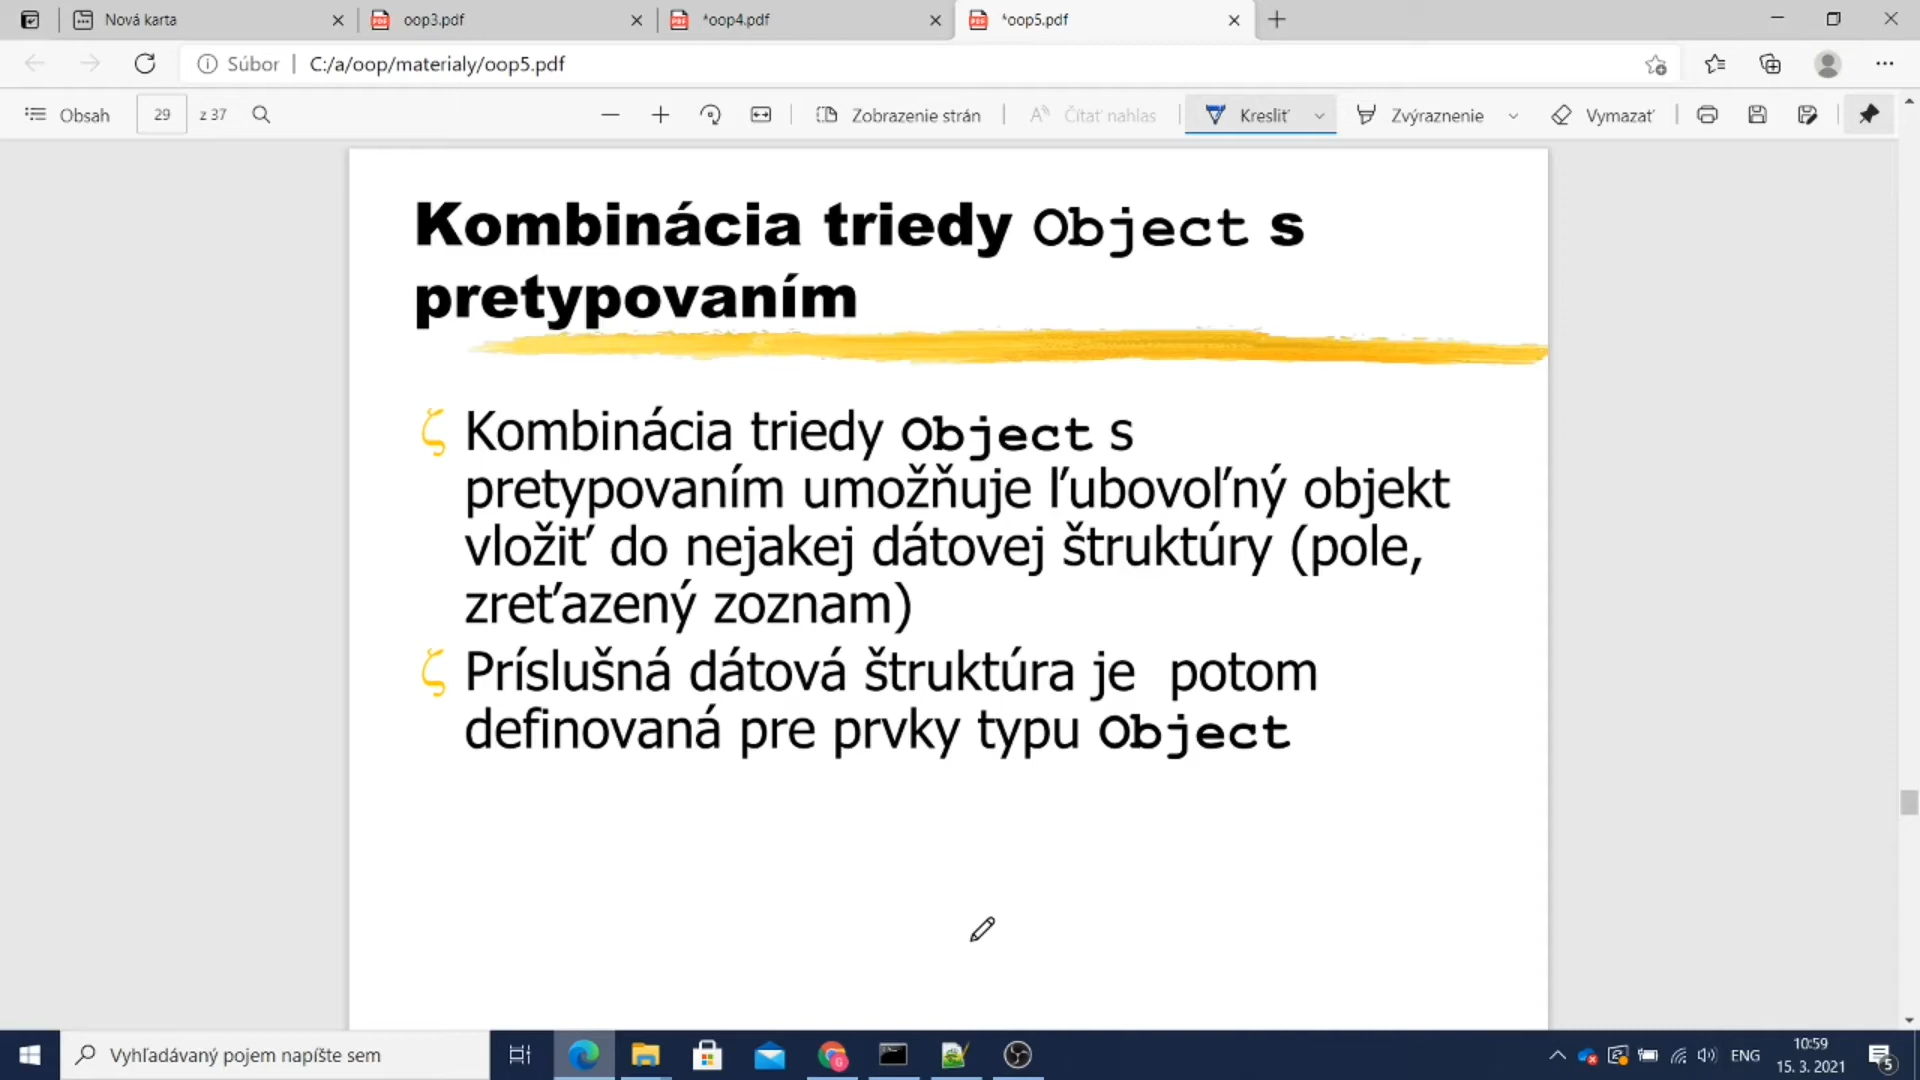 Nová karta
oop3.pdf
*oop4.pdf
*oop5.pdf
Súbor
C:/a/oop/materialy/oop5.pdf
Obsah
29
z 37
Zobrazenie strán
Čítať nahlas
Kresliť
Zvýraznenie
Vymazať
Kombinácia triedy Object s
pretypovaním
Kombinácia triedy Object s
pretypovaním umožňuje ľubovoľný objekt
vložiť do nejakej dátovej štruktúry (pole,
zreťazený zoznam)
Príslušná dátová štruktúra je  potom
definovaná pre prvky typu Object
Vyhľadávaný pojem napíšte sem
ENG
10:59
15. 3. 2021
5